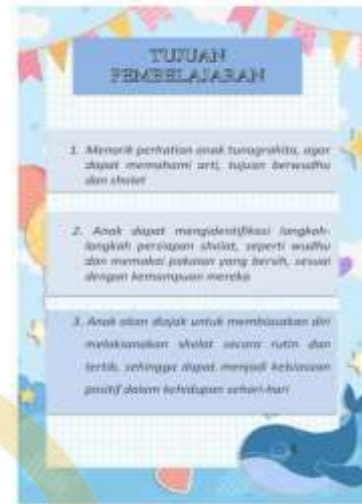 TUJUAN
PEMBELAJARAN
1. Menarik perhatian anak tunagrahita, agar
dapat memahami arti, tujuan berwudhu
dan sholat
2. Anak dapat mengidentifikasi langkah-
langkah persiapan sholat, seperti wudhu
dan memakai pakaian yang bersih, sesuai
dengan kemampuan mereka
3. Anak akan diajak untuk membiasakan diri
melaksanakan sholat secara rutin dan
tertib, sehingga dapat menjadi kebiasaan
positif dalam kehidupan sehari-hari